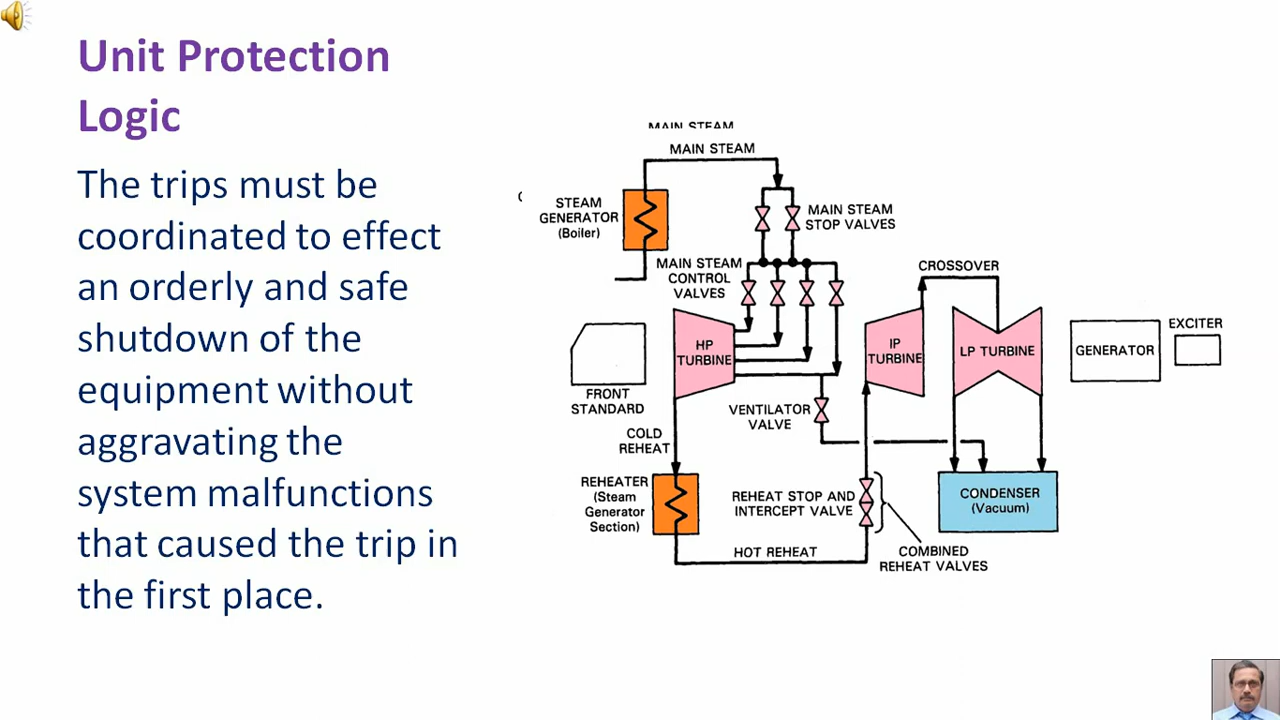 Unit Protection
Logic
The trips must be
coordinated to effect
an orderly and safe
shutdown of the
equipment without
aggravating the
system malfunctions
that caused the trip in
the first place.
MAIN STEAM
MAIN STEAM
STEAM
GENERATOR
(Boiler)
MAIN STEAM
STOP VALVES
MAIN STEAM
CONTROL
VALVES
CROSSOVER
HP
TURBINE
IP
TURBINE
LP TURBINE
GENERATOR
EXCITER
FRONT
STANDARD
VENTILATOR
VALVE
COLD
REHEAT
REHEATER
(Steam
Generator
Section)
REHEAT STOP AND
INTERCEPT VALVE
CONDENSER
(Vacuum)
HOT REHEAT
COMBINED
REHEAT VALVES